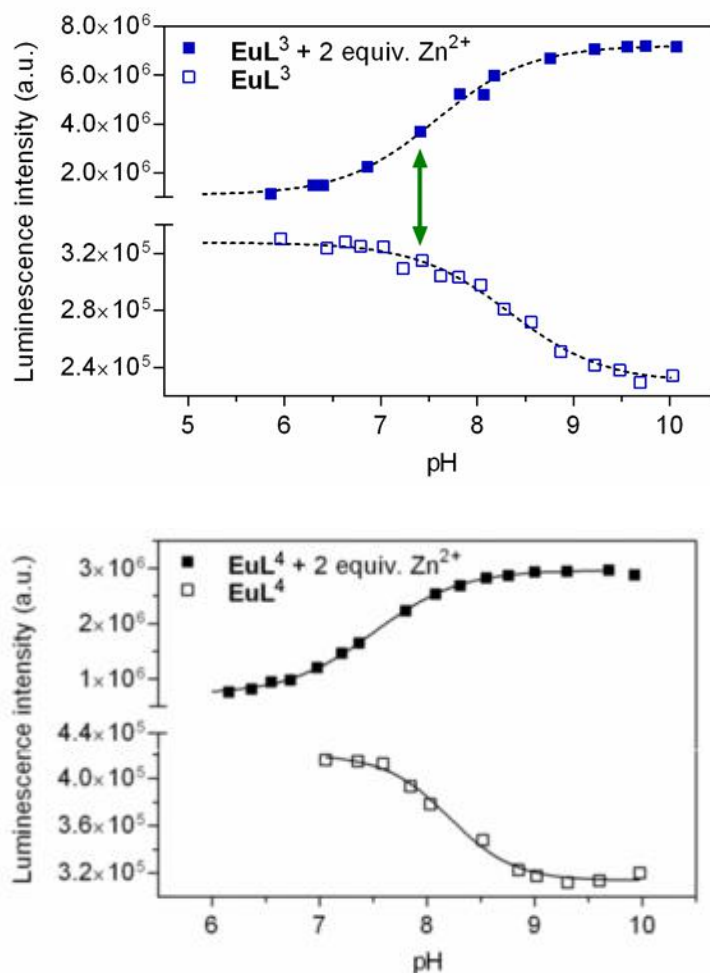 8.0×10⁶
6.0×10⁶
4.0×10⁶
2.0×10⁶
3.2×10⁵
2.8×10⁵
2.4×10⁵
Luminescence intensity (a.u.)
EuL³ + 2 equiv. Zn²⁺
EuL³
5 6 7 8 9 10
pH
3×10⁶
2×10⁶
1×10⁶
4.4×10⁵
4.0×10⁵
3.6×10⁵
3.2×10⁵
Luminescence intensity (a.u.)
EuL⁴ + 2 equiv. Zn²⁺
EuL⁴
6 7 8 9 10
pH